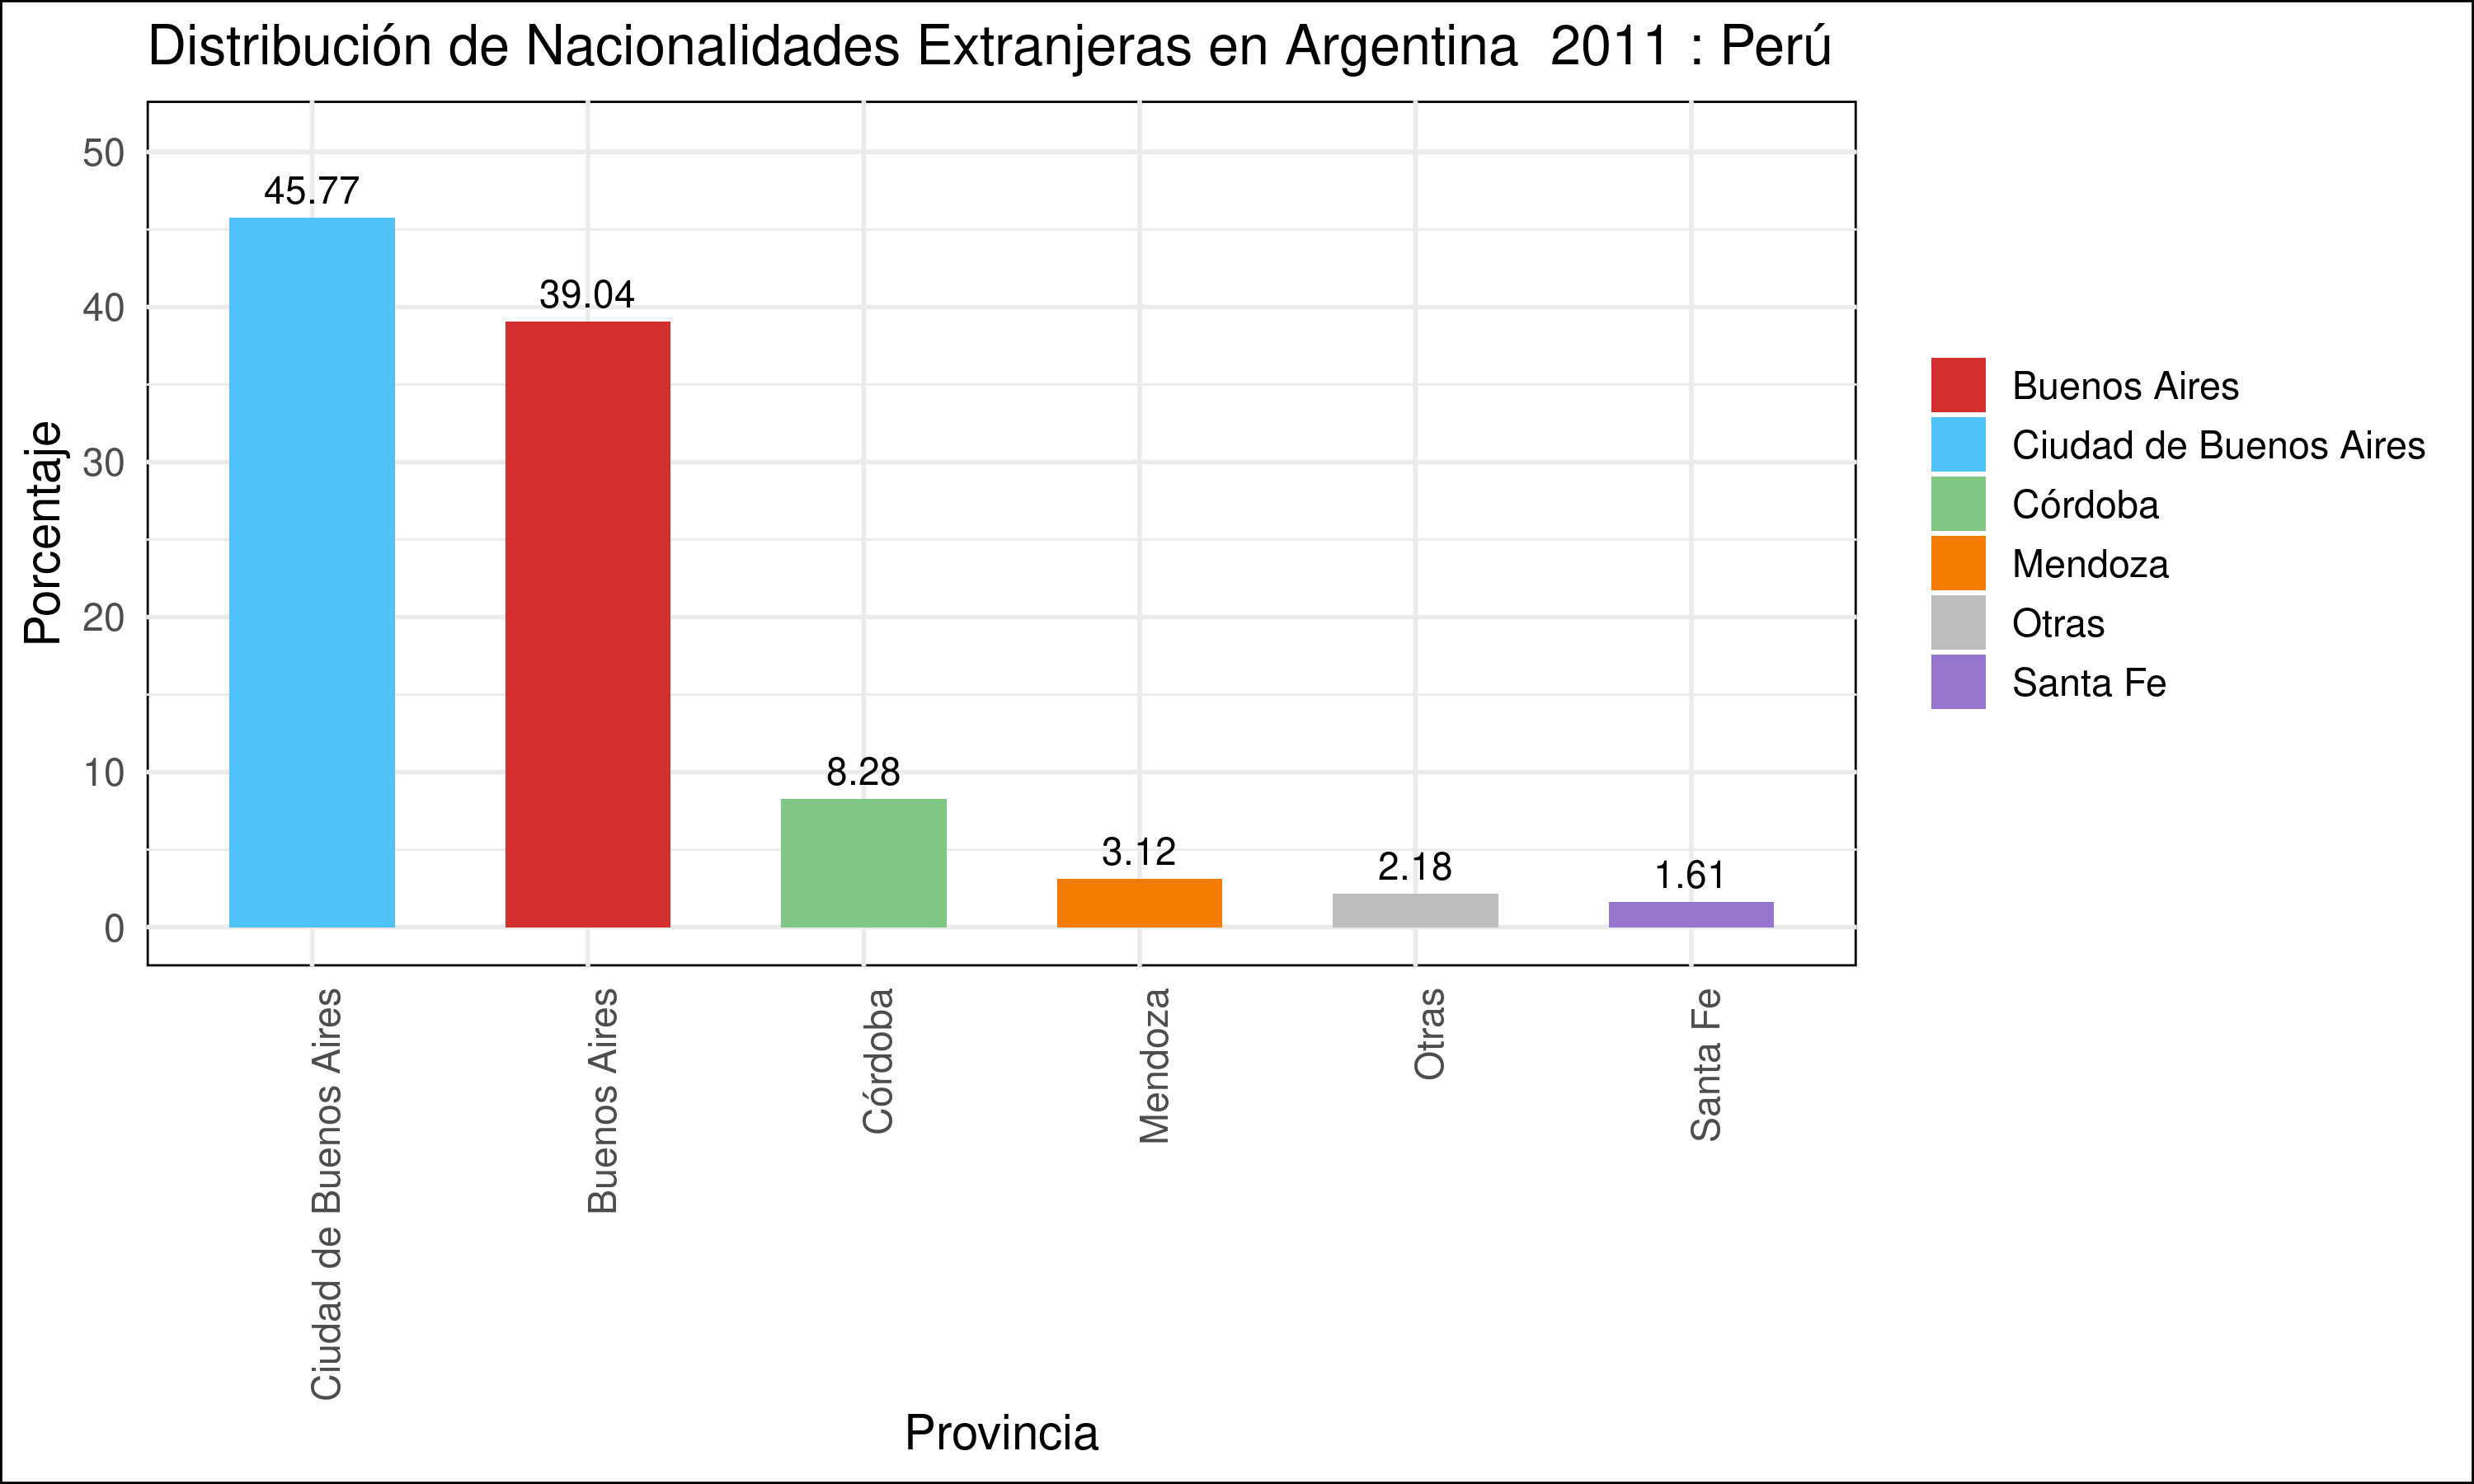 Distribución de Nacionalidades Extranjeras en Argentina  2011 : Perú
Porcentaje
50
40
30
20
10
0
45.77
39.04
8.28
3.12
2.18
1.61
Ciudad de Buenos Aires
Buenos Aires
Córdoba
Mendoza
Otras
Santa Fe
Provincia
Buenos Aires
Ciudad de Buenos Aires
Córdoba
Mendoza
Otras
Santa Fe